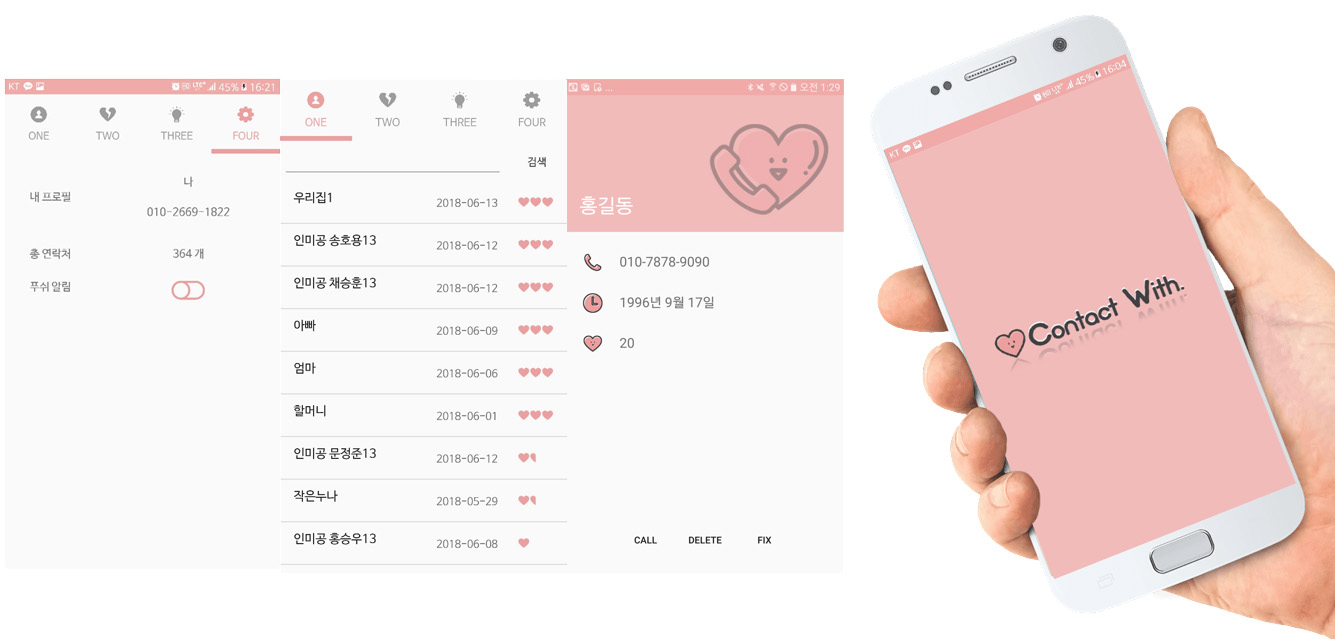 KT 45% 16:21
ONE TWO THREE FOUR
나
내 프로필
010-2669-1822
총 연락처 364 개
푸쉬 알림
ONE TWO THREE FOUR
검색
우리집1 2018-06-13
인미공 송호용13 2018-06-12
인미공 채승훈13 2018-06-12
아빠 2018-06-09
엄마 2018-06-06
할머니 2018-06-01
인미공 문정준13 2018-06-12
작은누나 2018-05-29
인미공 홍승우13 2018-06-08
... 오전 1:29
홍길동
010-7878-9090
1996년 9월 17일
20
CALL DELETE FIX
KT 45% 16:04
Contact With.